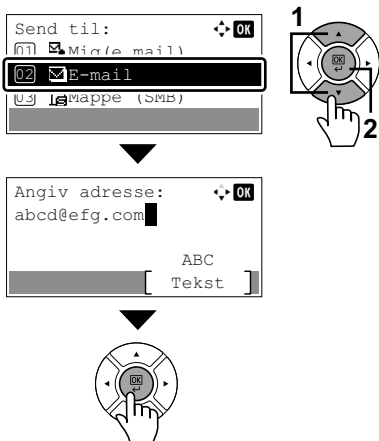 Send til: OK
01 Mig(e mail)
02 E-mail
03 Mappe (SMB)
1
OK
2
Angiv adresse: OK
abcd@efg.com
ABC
[ Tekst ]
OK